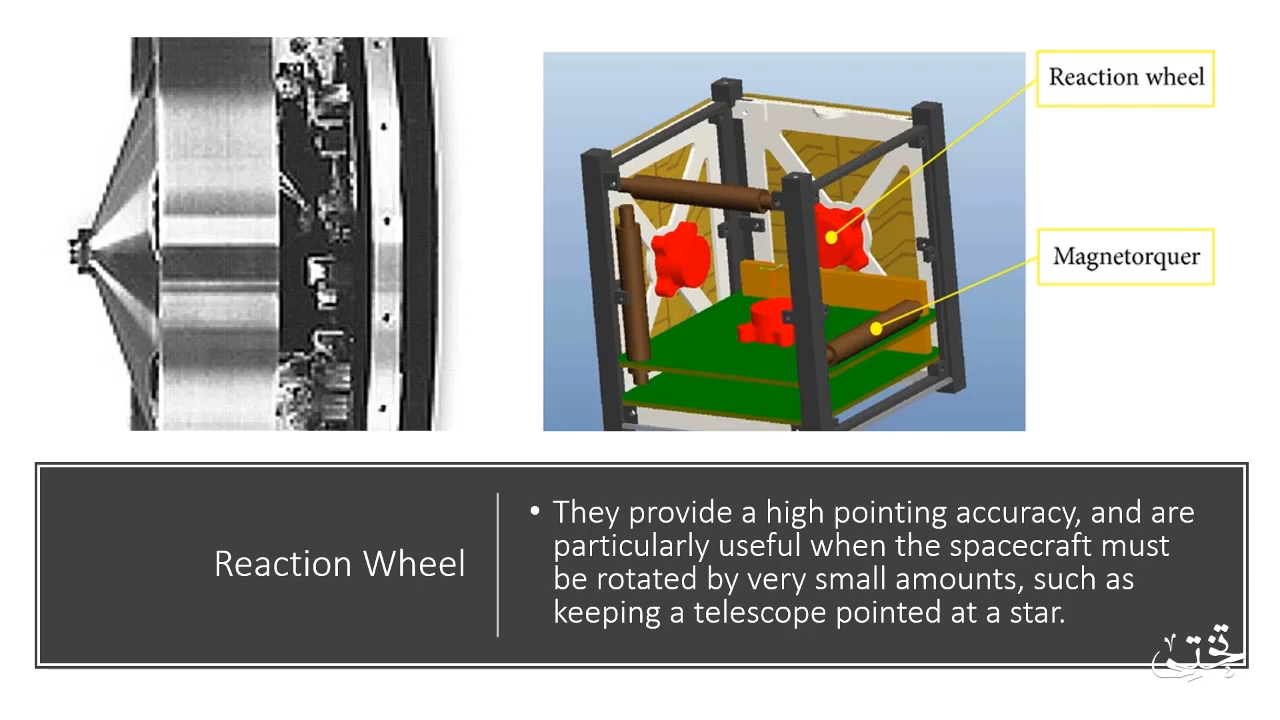 Reaction wheel
Magnetorquer
Reaction Wheel
• They provide a high pointing accuracy, and are
particularly useful when the spacecraft must
be rotated by very small amounts, such as
keeping a telescope pointed at a star.
تخته